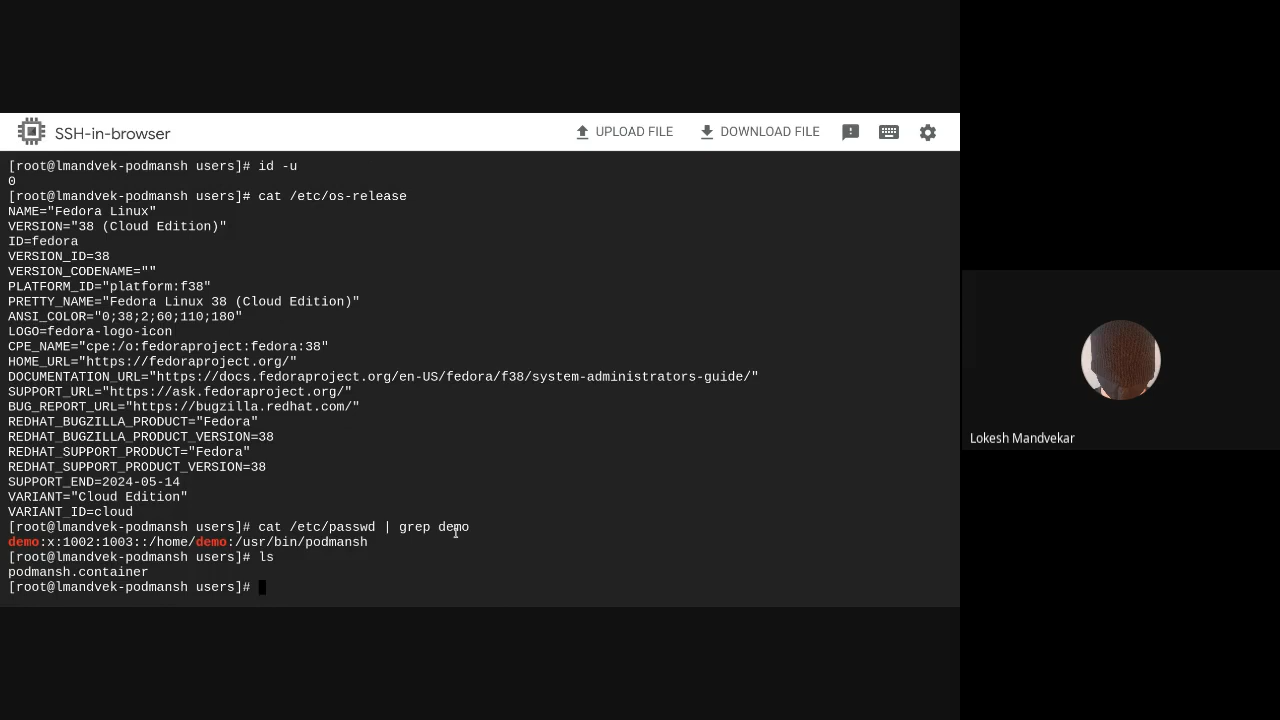 SSH-in-browser
UPLOAD FILE
DOWNLOAD FILE
[root@lmandvek-podmansh users]# id -u
0
[root@lmandvek-podmansh users]# cat /etc/os-release
NAME="Fedora Linux"
VERSION="38 (Cloud Edition)"
ID=fedora
VERSION_ID=38
VERSION_CODENAME=""
PLATFORM_ID="platform:f38"
PRETTY_NAME="Fedora Linux 38 (Cloud Edition)"
ANSI_COLOR="0;38;2;60;110;180"
LOGO=fedora-logo-icon
CPE_NAME="cpe:/o:fedoraproject:fedora:38"
HOME_URL="https://fedoraproject.org/"
DOCUMENTATION_URL="https://docs.fedoraproject.org/en-US/fedora/f38/system-administrators-guide/"
SUPPORT_URL="https://ask.fedoraproject.org/"
BUG_REPORT_URL="https://bugzilla.redhat.com/"
REDHAT_BUGZILLA_PRODUCT="Fedora"
REDHAT_BUGZILLA_PRODUCT_VERSION=38
REDHAT_SUPPORT_PRODUCT="Fedora"
REDHAT_SUPPORT_PRODUCT_VERSION=38
SUPPORT_END=2024-05-14
VARIANT="Cloud Edition"
VARIANT_ID=cloud
[root@lmandvek-podmansh users]# cat /etc/passwd | grep demo
demo:x:1002:1003::/home/demo:/usr/bin/podmansh
[root@lmandvek-podmansh users]# ls
podmansh.container
[root@lmandvek-podmansh users]#
Lokesh Mandvekar